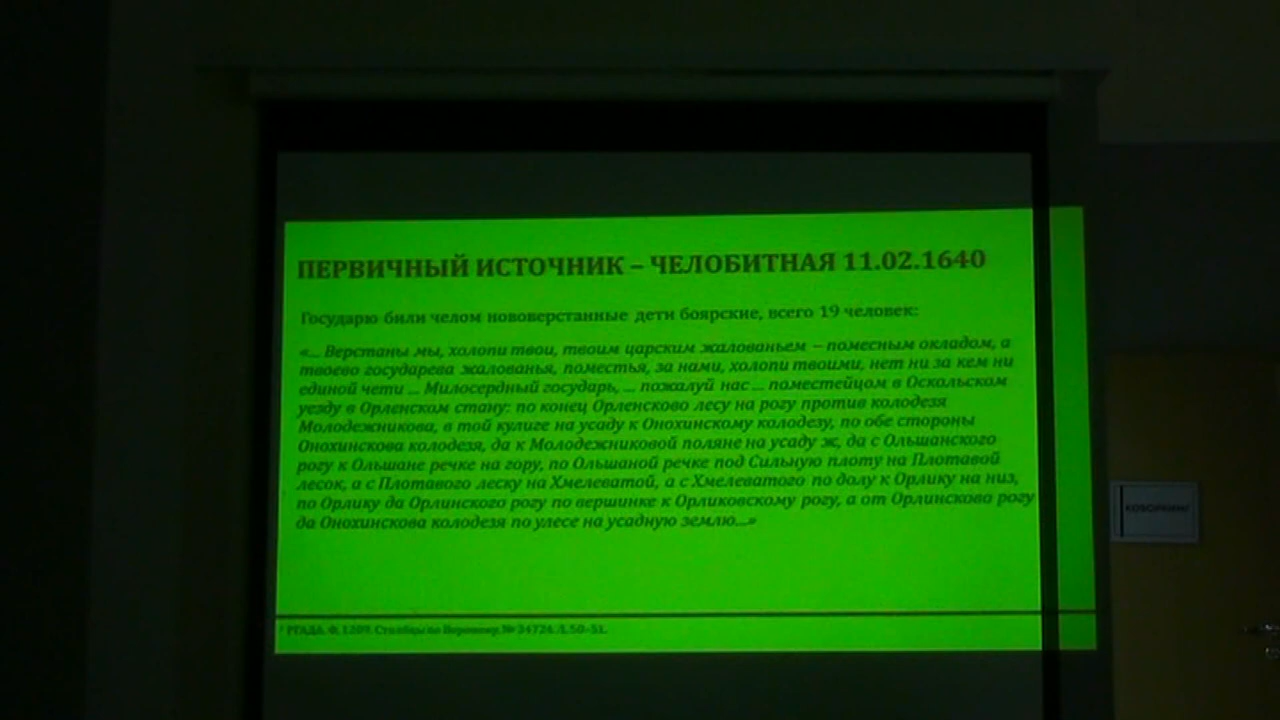 ПЕРВИЧНЫЙ ИСТОЧНИК – ЧЕЛОБИТНАЯ 11.02.1640
Государю били челом нововерстанные дети боярские, всего 19 человек:
«... Верстаны мы, холопи твои, твоим царским жалованьем – поместным окладом, а
твоево государева жалованья, поместья, за нами, холопи твоими, нет ни за кем ни
единой чети ... Милосердный государь, ... пожалуй нас ... поместейцом в Оскольском
уезду в Орленском стану: по конец Орленсково лесу на рогу против колодезя
Молодежникова, в той кулиге на усаду к Онохинскому колодезу, по обе стороны
Онохинскова колодезя, да к Молодежниковой поляне на усаду ж, да с Ольшанского
рогу к Ольшане речке на гору, по Ольшаной речке под Сильную плоту на Плотавой
лесок, а с Плотавого леску на Хмелеватой, а с Хмелеватого по долу к Орлику на низ,
по Орлику да Орлинского рогу по вершинке к Орликовскому рогу, а от Орлинсково рогу
да Онохинскова колодезя по улесе на усадную землю...»
РГАДА. Ф. 1209. Столбцы по Воронежу. № 34726. Л. 50–51.
КОВОРКИНГ